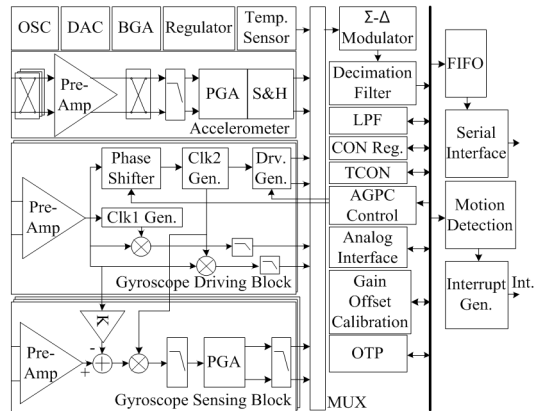 OSC
DAC
BGA
Regulator
Temp.
Sensor
Σ-Δ
Modulator
Pre-
Amp
PGA
S&H
Accelerometer
Decimation
Filter
FIFO
LPF
CON Reg.
TCON
AGPC
Control
Analog
Interface
Gain
Offset
Calibration
OTP
Serial
Interface
Motion
Detection
Interrupt
Gen.
Int.
Phase
Shifter
Clk2
Gen.
Drv.
Gen.
Pre-
Amp
Clk1 Gen.
Gyroscope Driving Block
K
-
+
Pre-
Amp
PGA
Gyroscope Sensing Block
MUX